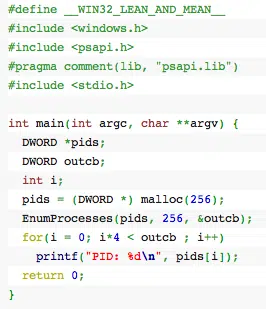 #define __WIN32_LEAN_AND_MEAN__
#include <windows.h>
#include <psapi.h>
#pragma comment(lib, "psapi.lib")
#include <stdio.h>

int main(int argc, char **argv) {
  DWORD *pids;
  DWORD outcb;
  int i;
  pids = (DWORD *) malloc(256);
  EnumProcesses(pids, 256, &outcb);
  for(i = 0; i*4 < outcb ; i++)
    printf("PID: %d\n", pids[i]);
  return 0;
}